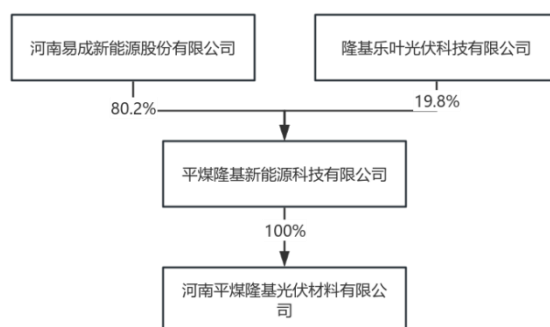 河南易成新能源股份有限公司
隆基乐叶光伏科技有限公司
80.2%
19.8%
平煤隆基新能源科技有限公司
100%
河南平煤隆基光伏材料有限公
司